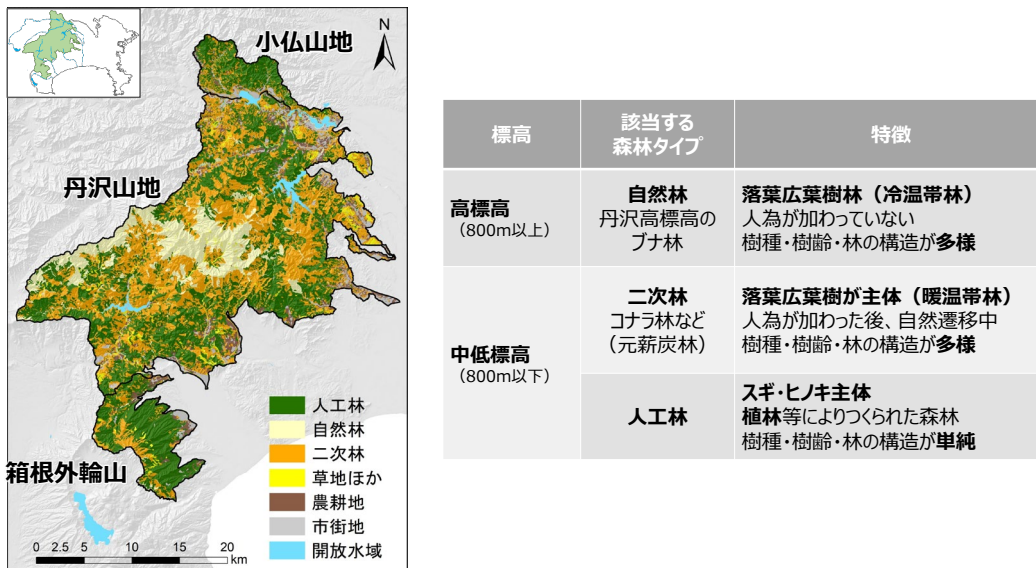 小仏山地
N
丹沢山地
箱根外輪山
人工林
自然林
二次林
草地ほか
農耕地
市街地
開放水域
0 2.5 5 10 15 20
km
標高
該当する
森林タイプ
特徴
高標高
(800m以上)
自然林
丹沢高標高の
ブナ林
落葉広葉樹林（冷温帯林）
人為が加わっていない
樹種・樹齢・林の構造が多様
中低標高
(800m以下)
二次林
コナラ林など
（元薪炭林）
落葉広葉樹が主体（暖温帯林）
人為が加わった後、自然遷移中
樹種・樹齢・林の構造が多様
人工林
スギ・ヒノキ主体
植林等によりつくられた森林
樹種・樹齢・林の構造が単純